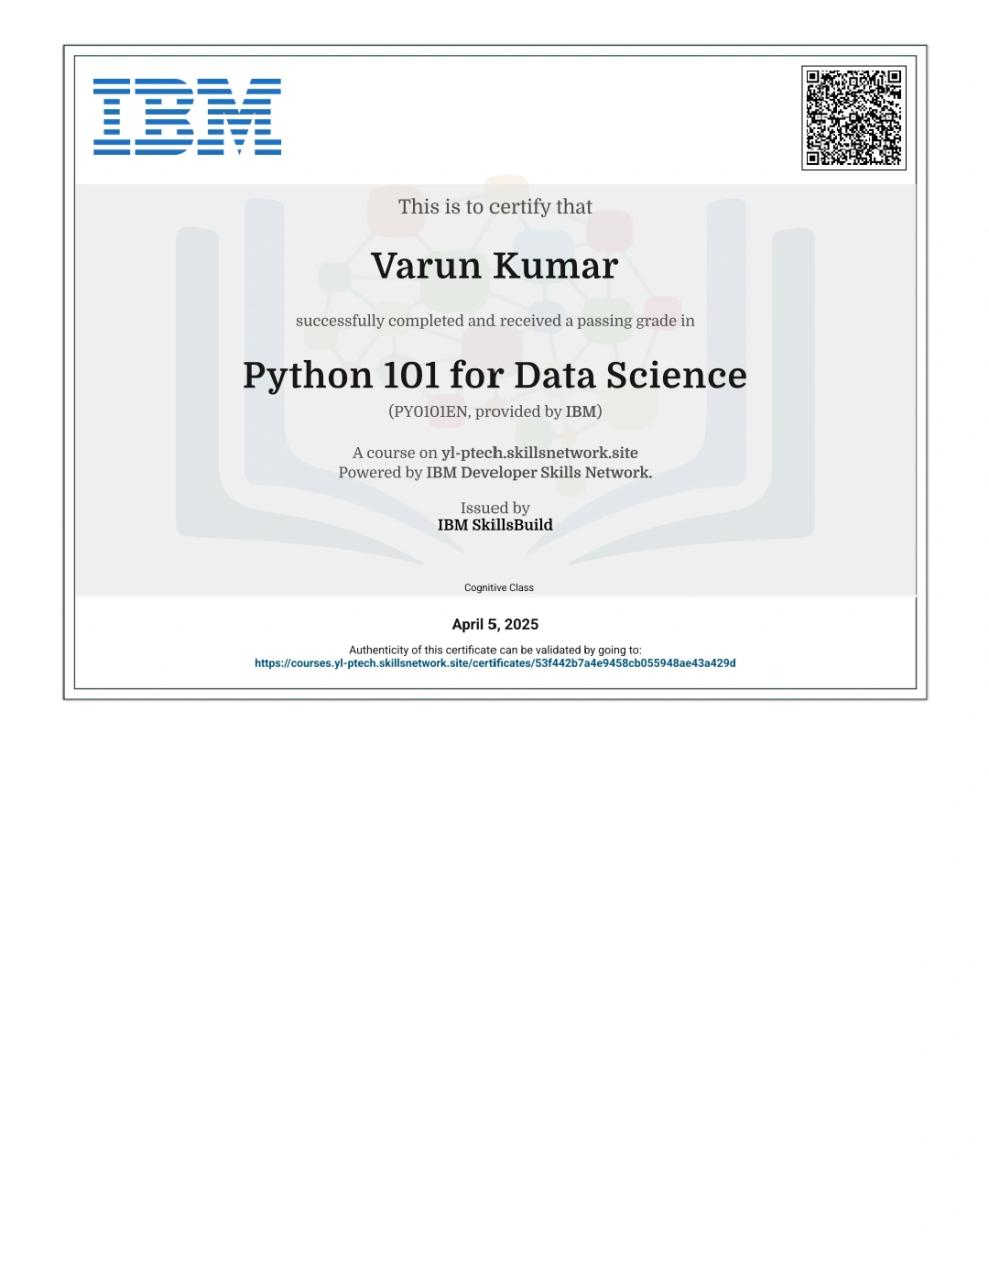 IBM
This is to certify that
Varun Kumar
successfully completed and received a passing grade in
Python 101 for Data Science
(PY0101EN, provided by IBM)
A course on yl-ptech.skillsnetwork.site
Powered by IBM Developer Skills Network.
Issued by
IBM SkillsBuild
Cognitive Class
April 5, 2025
Authenticity of this certificate can be validated by going to:
https://courses.yl-ptech.skillsnetwork.site/certificates/53f442b7a4e9458cb055948ae43a429d